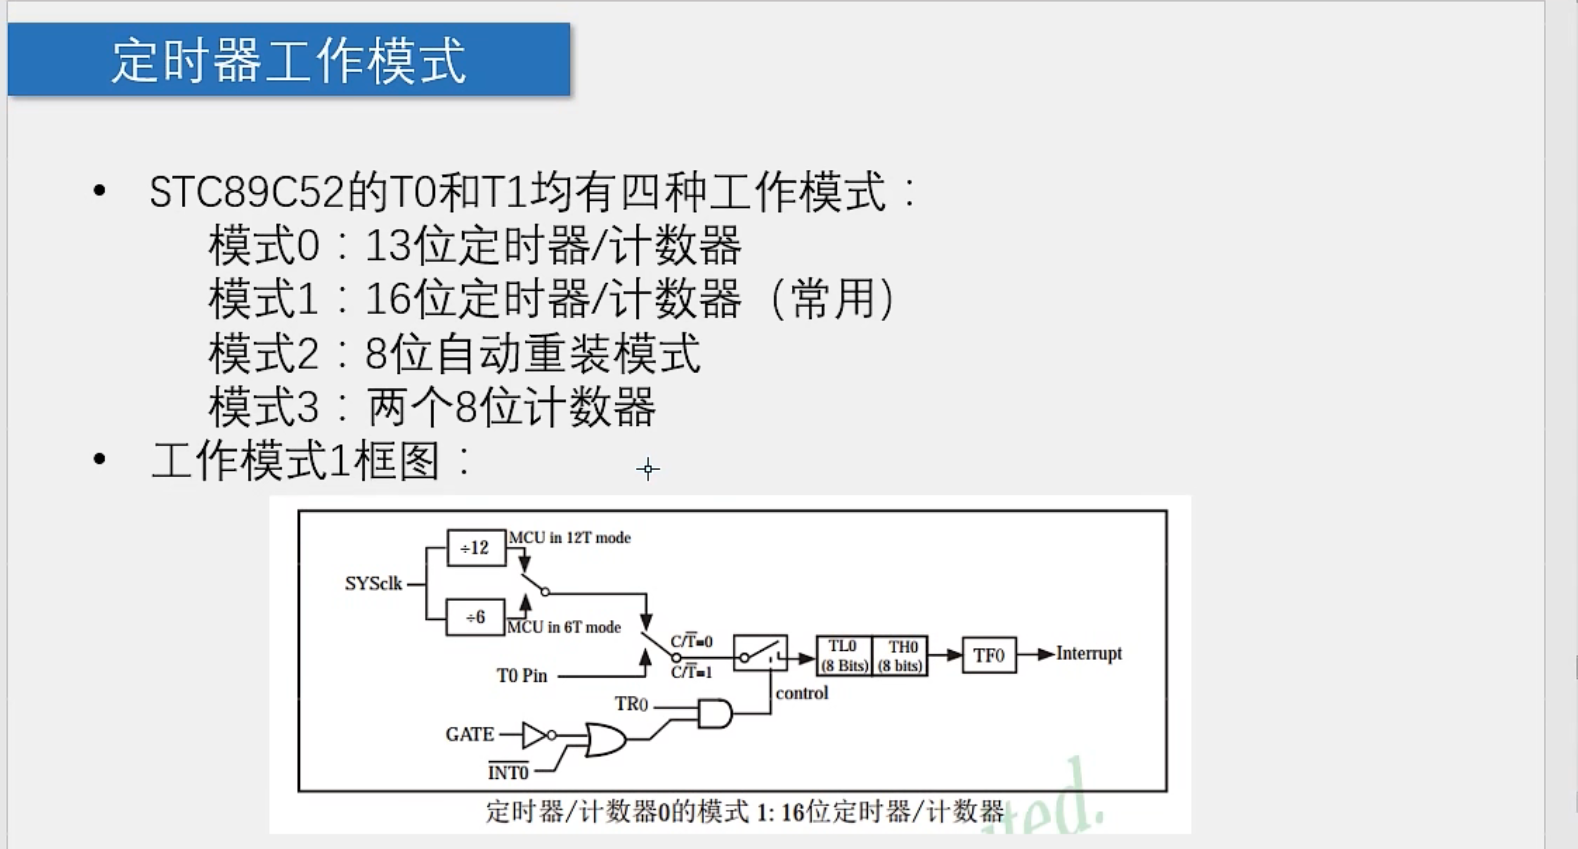 定时器工作模式
• STC89C52的T0和T1均有四种工作模式：
模式0：13位定时器/计数器
模式1：16位定时器/计数器（常用）
模式2：8位自动重装模式
模式3：两个8位计数器
• 工作模式1框图：
÷12
MCU in 12T mode
SYSclk
÷6
MCU in 6T mode
C/T̅=0
T0 Pin
C/T̅=1
TL0 (8 Bits)
TH0 (8 bits)
TF0
Interrupt
control
TR0
GATE
I̅N̅T̅0̅
定时器/计数器0的模式 1: 16位定时器/计数器